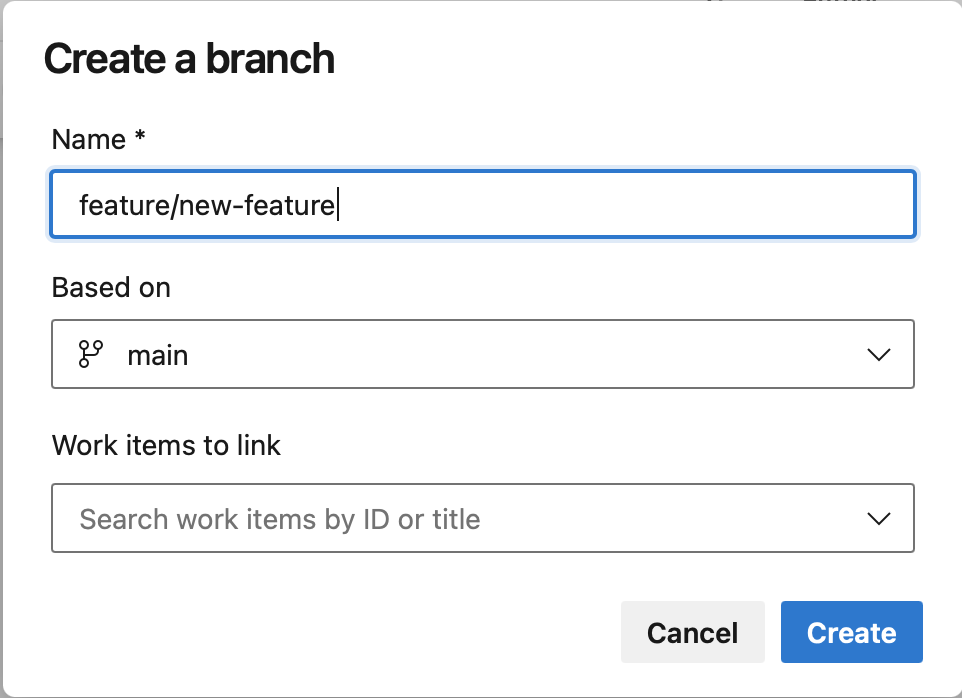 Create a branch
Name *
feature/new-feature
Based on
main
Work items to link
Search work items by ID or title
Cancel
Create